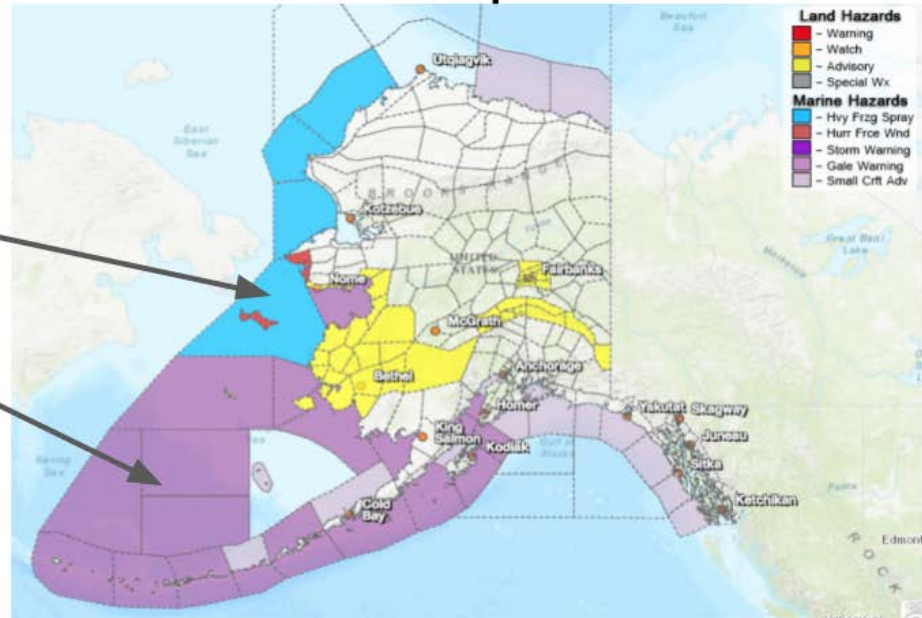 Beaufort
Sea
Land Hazards
- Warning
- Watch
- Advisory
- Special Wx
Marine Hazards
- Hvy Frzg Spray
- Hurr Frce Wnd
- Storm Warning
- Gale Warning
- Small Crft Adv
Utqiagvik
East
Siberian
Sea
BROOKS RANGE
Kotzebue
Great Bear
Lake
Mackenzie
UNITED
STATES
Nome
Fairbanks
McGrath
Bethel
Anchorage
Homer
King
Salmon
Kodiak
Gulf of
Alaska
Yakutat
Skagway
Juneau
Sitka
Ketchikan
Bering
Sea
Cold
Bay
Peace
Edmont
ROCK